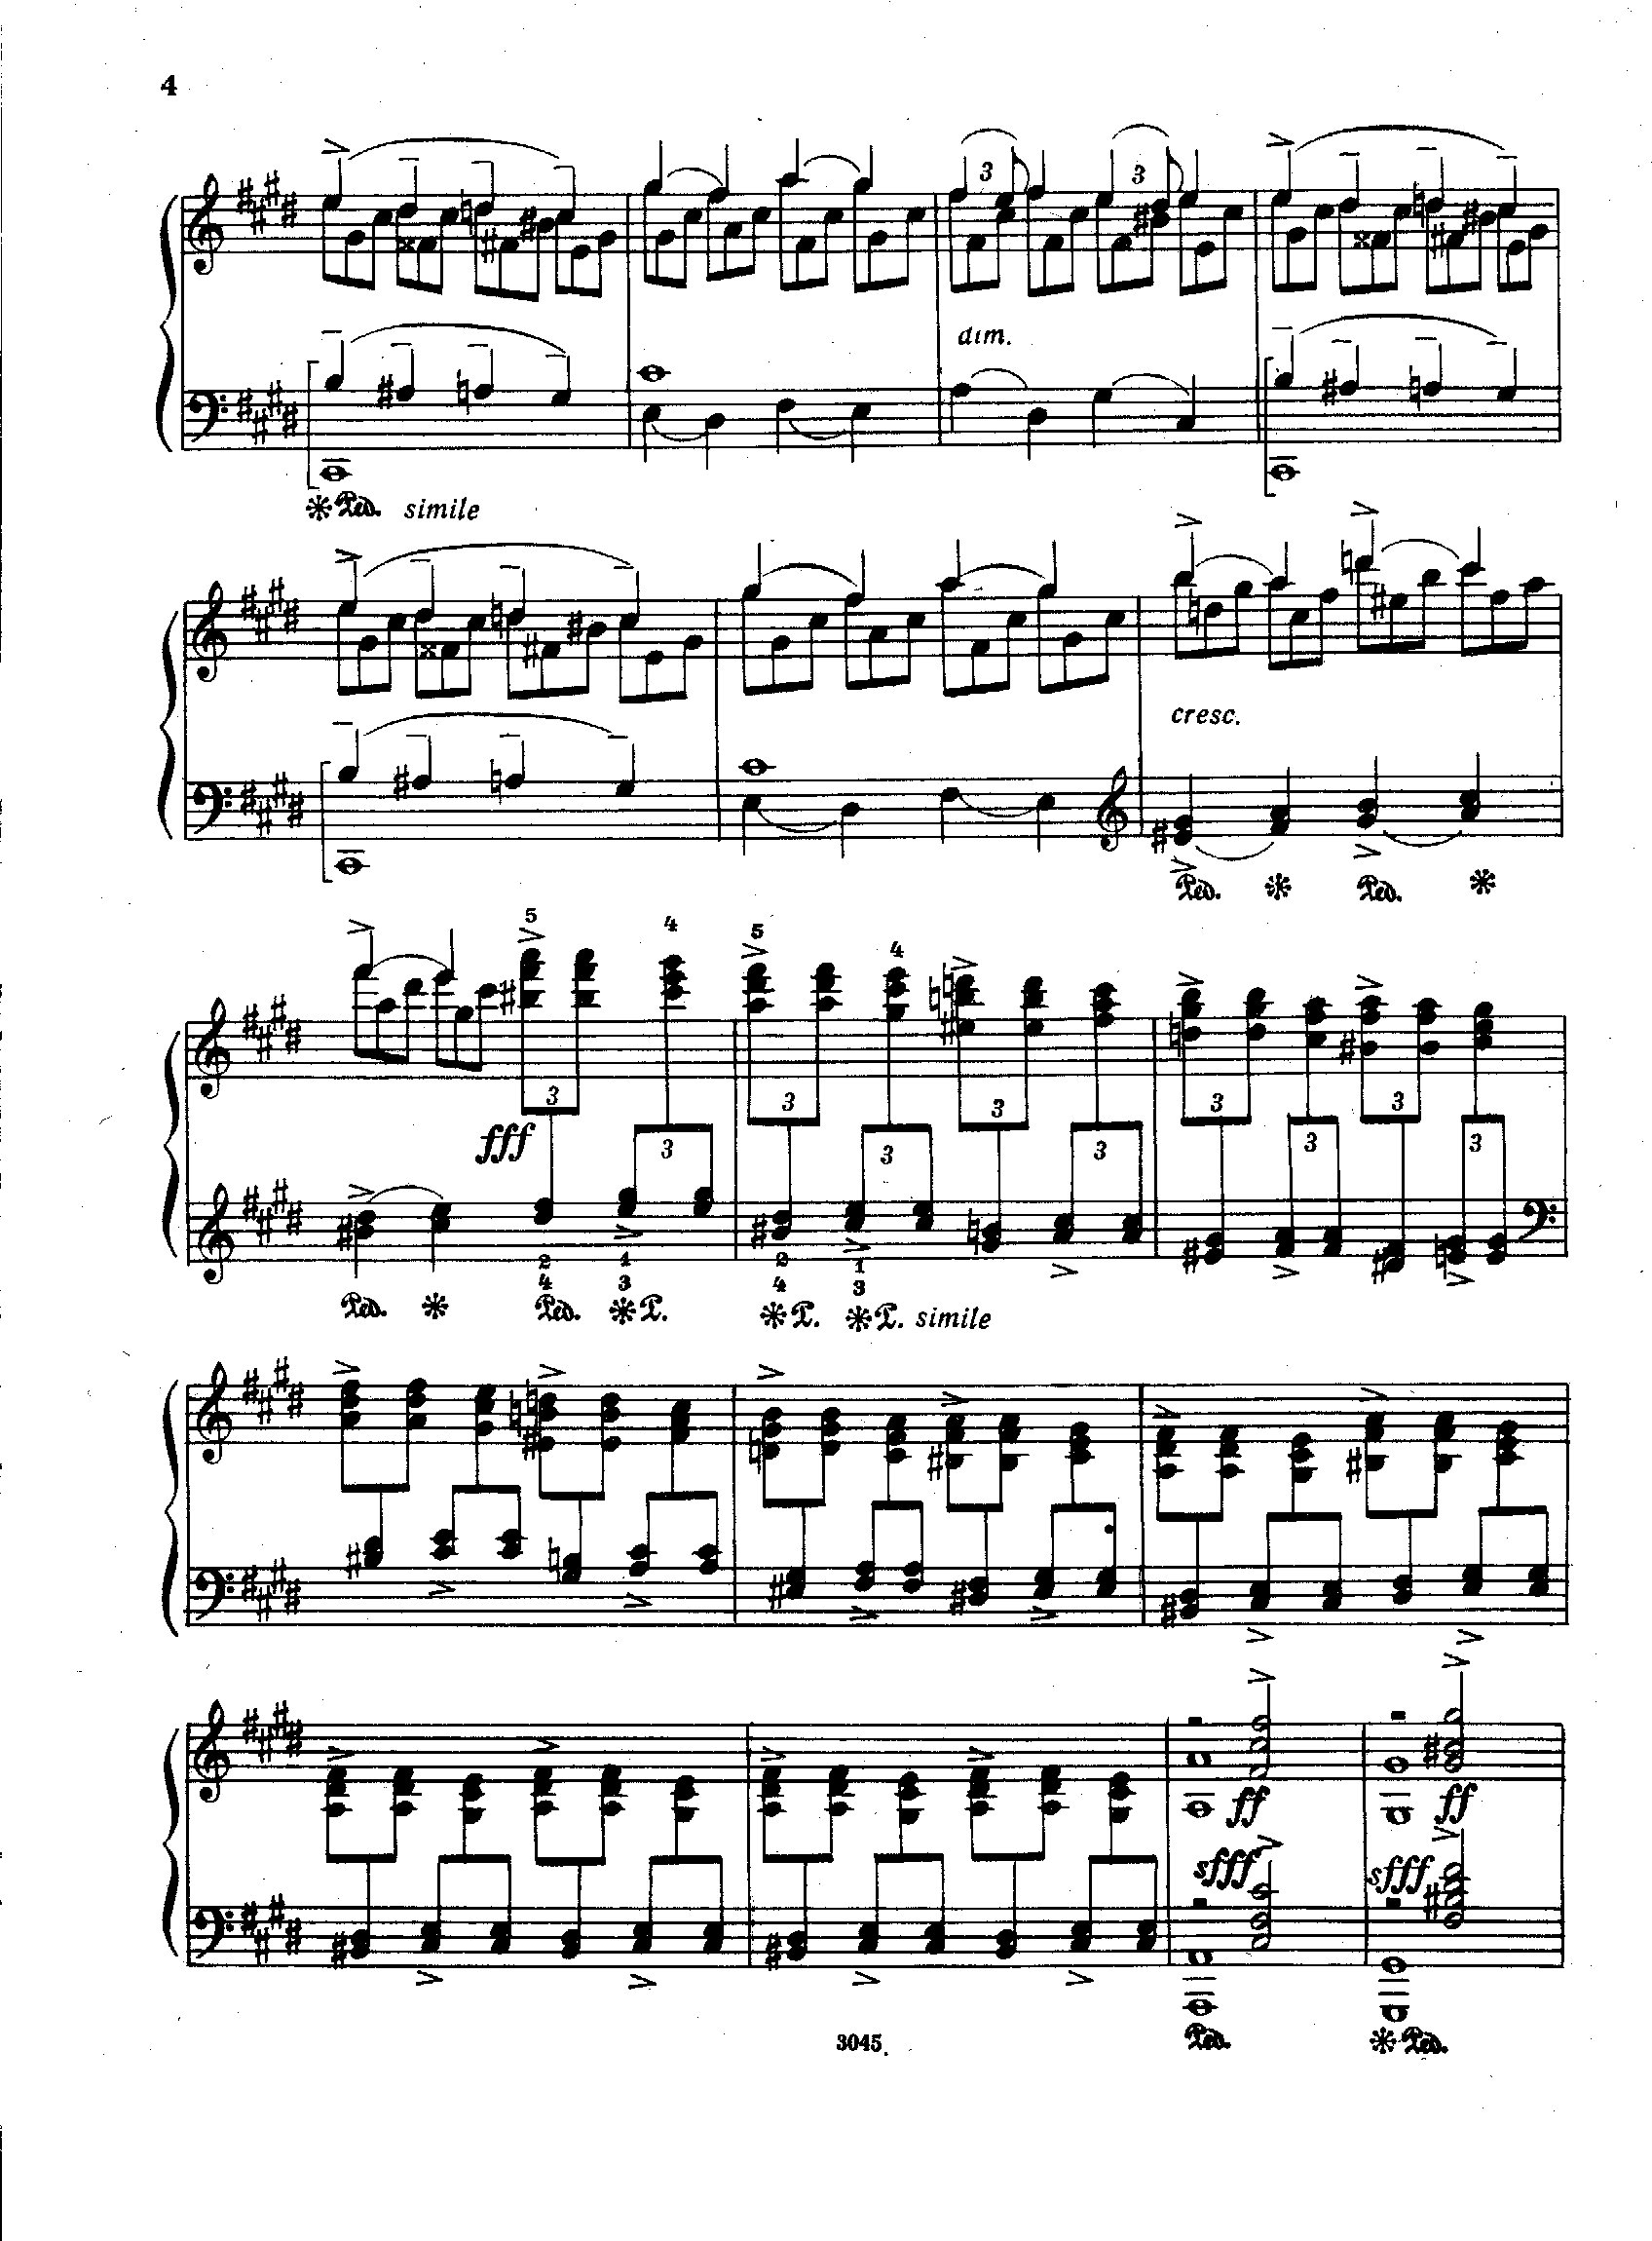 4
3 3
dim.
Ped. simile
cresc.
Ped. Ped.
5 4 5 4
3 3 3 3 3 3
fff 3 3 3 3
2 1 2 1
4 3 4 3
Ped. Ped. P. P. P. simile
ff ff
sfff sfff
Ped. Ped.
3045